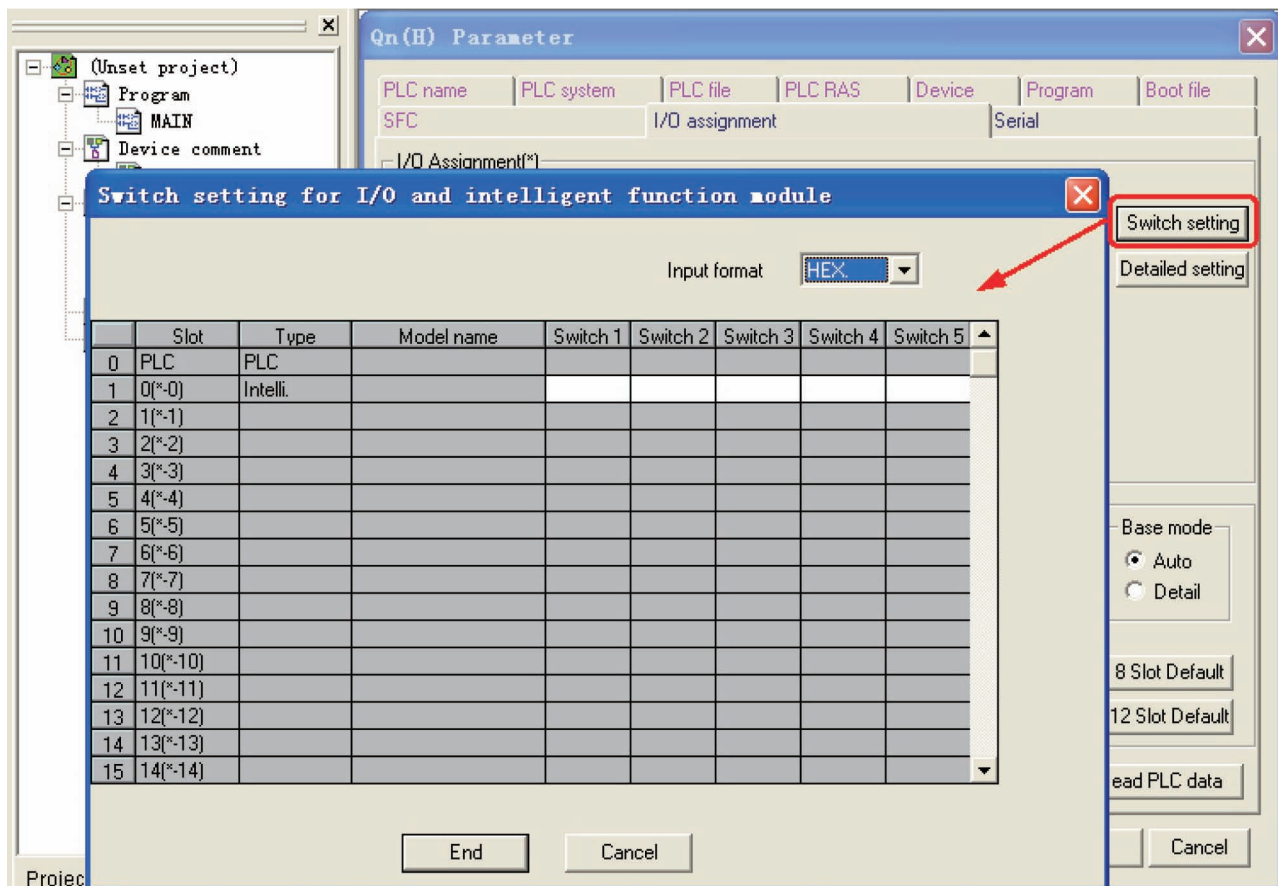 (Unset project)
Program
MAIN
Device comment
Qn(H) Parameter
PLC name PLC system PLC file PLC RAS Device Program Boot file
SFC I/O assignment Serial
I/O Assignment(*)
Switch setting for I/O and intelligent function module
Switch setting
Input format HEX.
Detailed setting
Slot Type Model name Switch 1 Switch 2 Switch 3 Switch 4 Switch 5
0 PLC PLC
1 0(*-0) Intelli.
2 1(*-1)
3 2(*-2)
4 3(*-3)
5 4(*-4)
6 5(*-5)
7 6(*-6)
8 7(*-7)
9 8(*-8)
10 9(*-9)
11 10(*-10)
12 11(*-11)
13 12(*-12)
14 13(*-13)
15 14(*-14)
Base mode
Auto
Detail
8 Slot Default
12 Slot Default
ead PLC data
End Cancel
Cancel
Projec